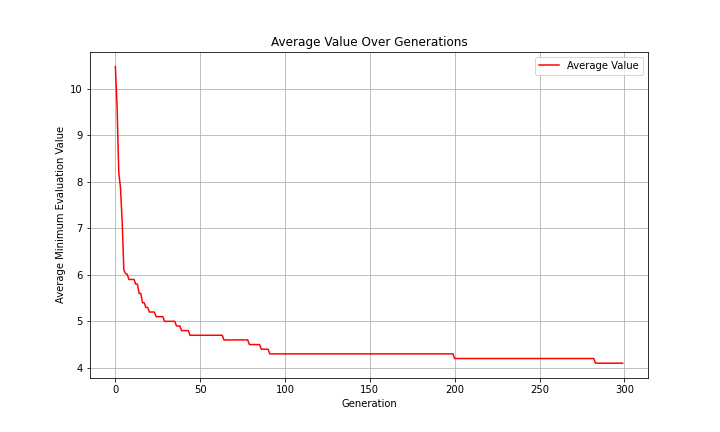 Average Value Over Generations
Average Value
Average Minimum Evaluation Value
10
9
8
7
6
5
4
0 50 100 150 200 250 300
Generation